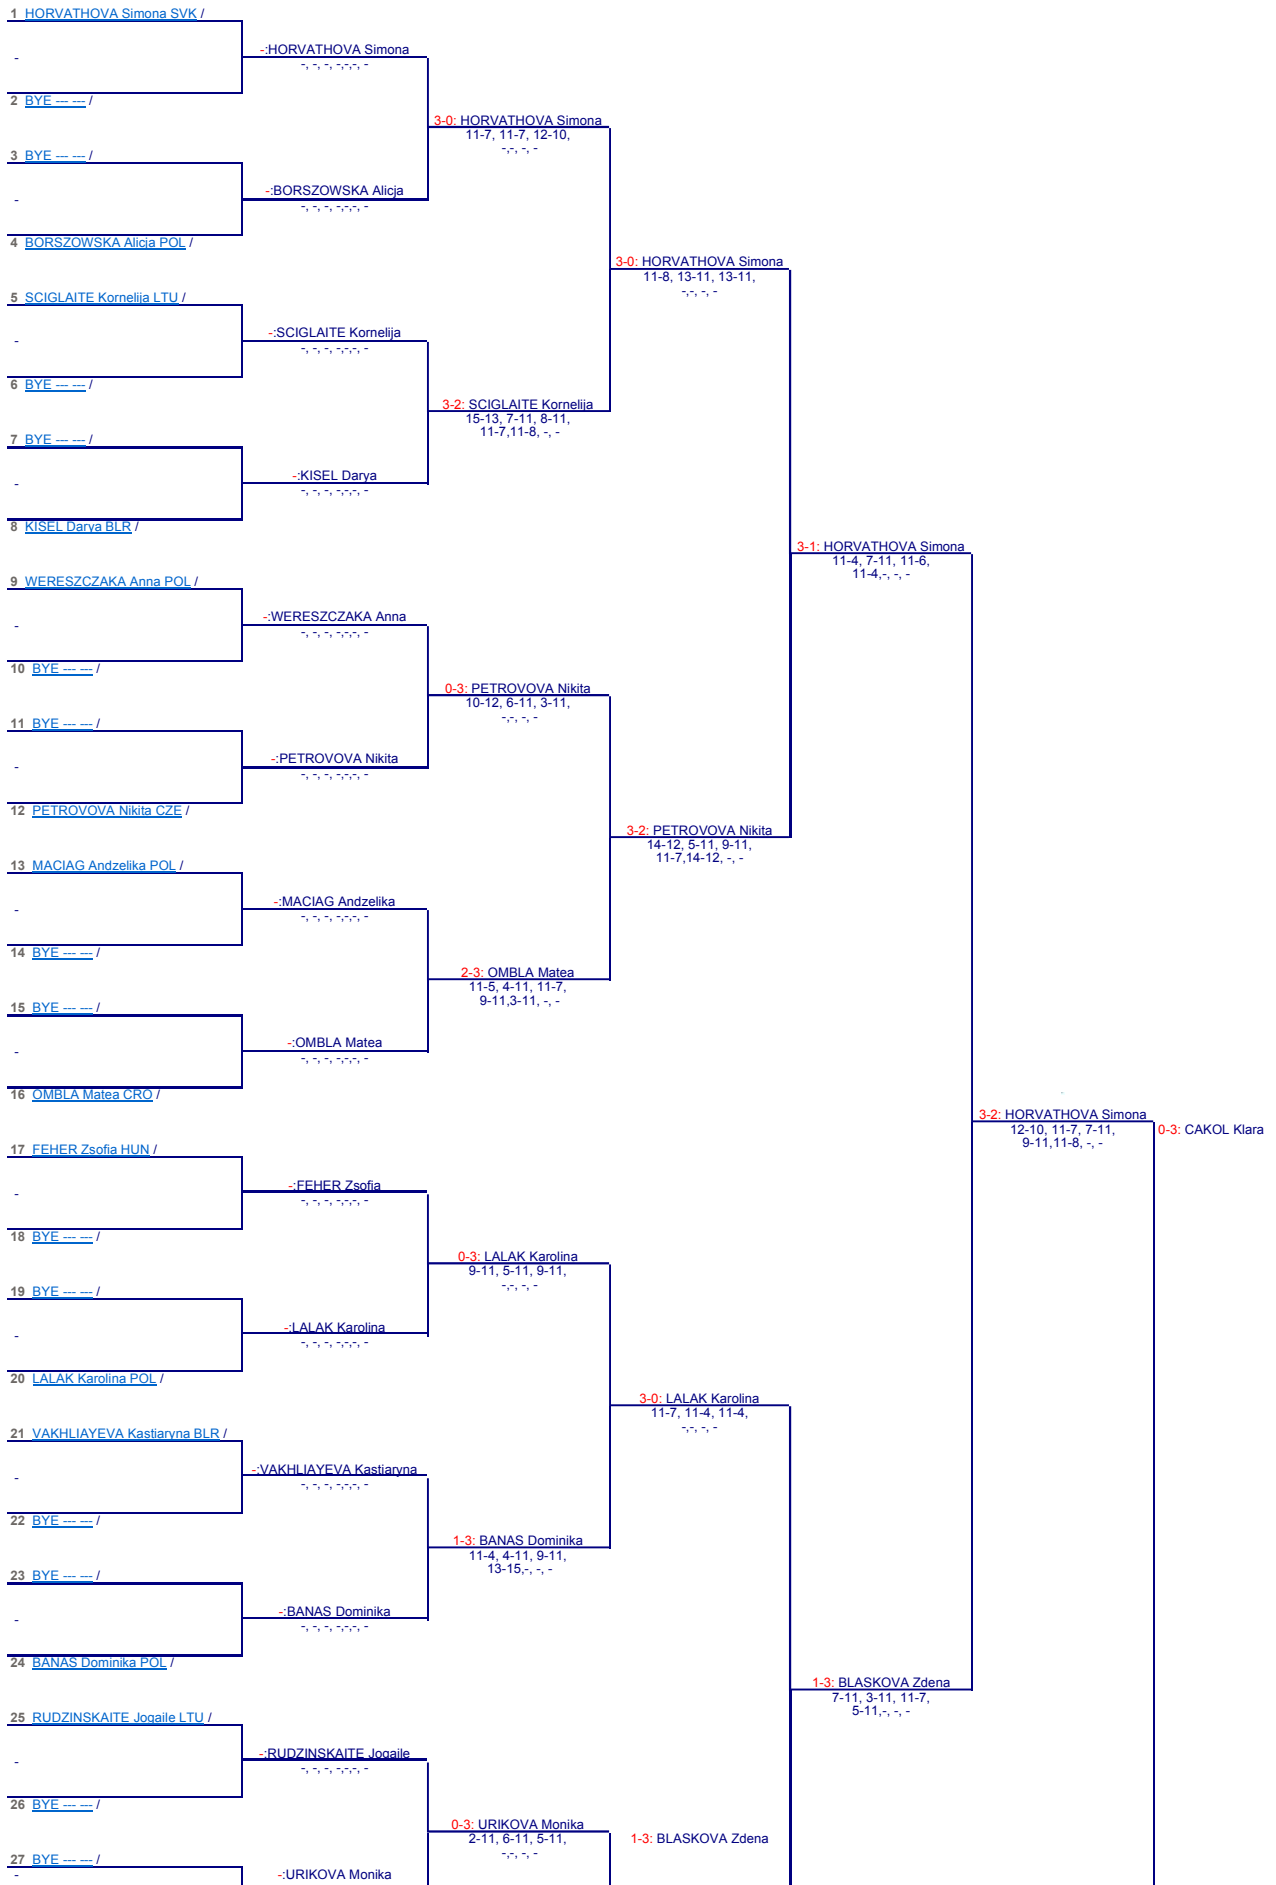 1 HORVATHOVA Simona SVK /
-
-:HORVATHOVA Simona
-, -, -, -,-,-, -
2 BYE --- --- /
3-0: HORVATHOVA Simona
11-7, 11-7, 12-10,
-,-, -, -
3 BYE --- --- /
-
-:BORSZOWSKA Alicja
-, -, -, -,-,-, -
4 BORSZOWSKA Alicja POL /
3-0: HORVATHOVA Simona
11-8, 13-11, 13-11,
-,-, -, -
5 SCIGLAITE Kornelija LTU /
-
-:SCIGLAITE Kornelija
-, -, -, -,-,-, -
6 BYE --- --- /
3-2: SCIGLAITE Kornelija
15-13, 7-11, 8-11,
11-7,11-8, -, -
7 BYE --- --- /
-
-:KISEL Darya
-, -, -, -,-,-, -
8 KISEL Darya BLR /
3-1: HORVATHOVA Simona
11-4, 7-11, 11-6,
11-4,-, -, -
9 WERESZCZAKA Anna POL /
-
-:WERESZCZAKA Anna
-, -, -, -,-,-, -
10 BYE --- --- /
0-3: PETROVOVA Nikita
10-12, 6-11, 3-11,
-,-, -, -
11 BYE --- --- /
-
-:PETROVOVA Nikita
-, -, -, -,-,-, -
12 PETROVOVA Nikita CZE /
3-2: PETROVOVA Nikita
14-12, 5-11, 9-11,
11-7,14-12, -, -
13 MACIAG Andzelika POL /
-
-:MACIAG Andzelika
-, -, -, -,-,-, -
14 BYE --- --- /
2-3: OMBLA Matea
11-5, 4-11, 11-7,
9-11,3-11, -, -
15 BYE --- --- /
-
-:OMBLA Matea
-, -, -, -,-,-, -
16 OMBLA Matea CRO /
3-2: HORVATHOVA Simona
12-10, 11-7, 7-11,
9-11,11-8, -, -
0-3: CAKOL Klara
17 FEHER Zsofia HUN /
-
-:FEHER Zsofia
-, -, -, -,-,-, -
18 BYE --- --- /
0-3: LALAK Karolina
9-11, 5-11, 9-11,
-,-, -, -
19 BYE --- --- /
-
-:LALAK Karolina
-, -, -, -,-,-, -
20 LALAK Karolina POL /
3-0: LALAK Karolina
11-7, 11-4, 11-4,
-,-, -, -
21 VAKHLIAYEVA Kastiaryna BLR /
-
-:VAKHLIAYEVA Kastiaryna
-, -, -, -,-,-, -
22 BYE --- --- /
1-3: BANAS Dominika
11-4, 4-11, 9-11,
13-15,-, -, -
23 BYE --- --- /
-
-:BANAS Dominika
-, -, -, -,-,-, -
24 BANAS Dominika POL /
1-3: BLASKOVA Zdena
7-11, 3-11, 11-7,
5-11,-, -, -
25 RUDZINSKAITE Jogaile LTU /
-
-:RUDZINSKAITE Jogaile
-, -, -, -,-,-, -
26 BYE --- --- /
0-3: URIKOVA Monika
2-11, 6-11, 5-11,
-,-, -, -
1-3: BLASKOVA Zdena
27 BYE --- --- /
-
-:URIKOVA Monika